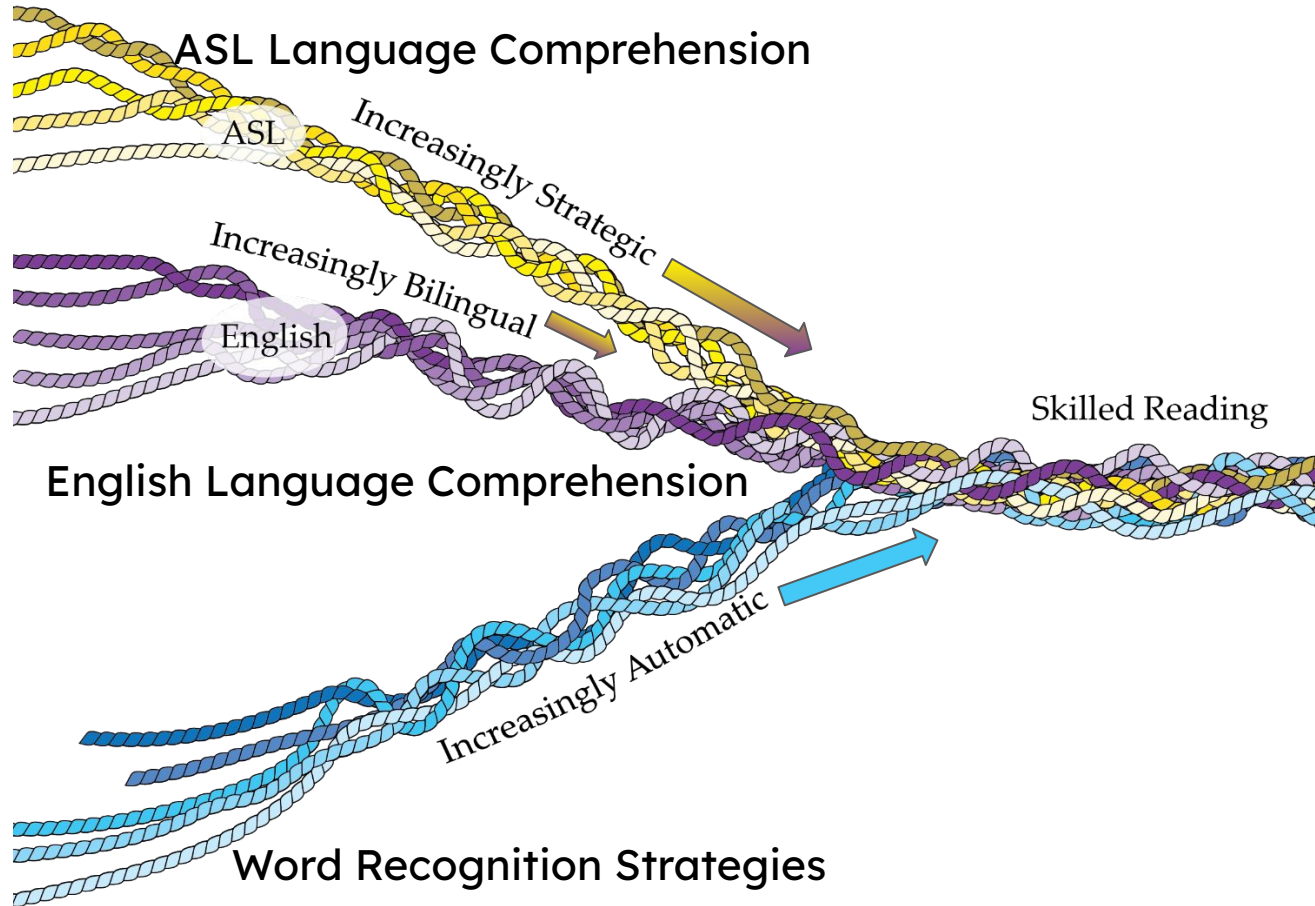 ASL Language Comprehension
ASL
Increasingly Strategic
Increasingly Bilingual
English
Skilled Reading
English Language Comprehension
Increasingly Automatic
Word Recognition Strategies